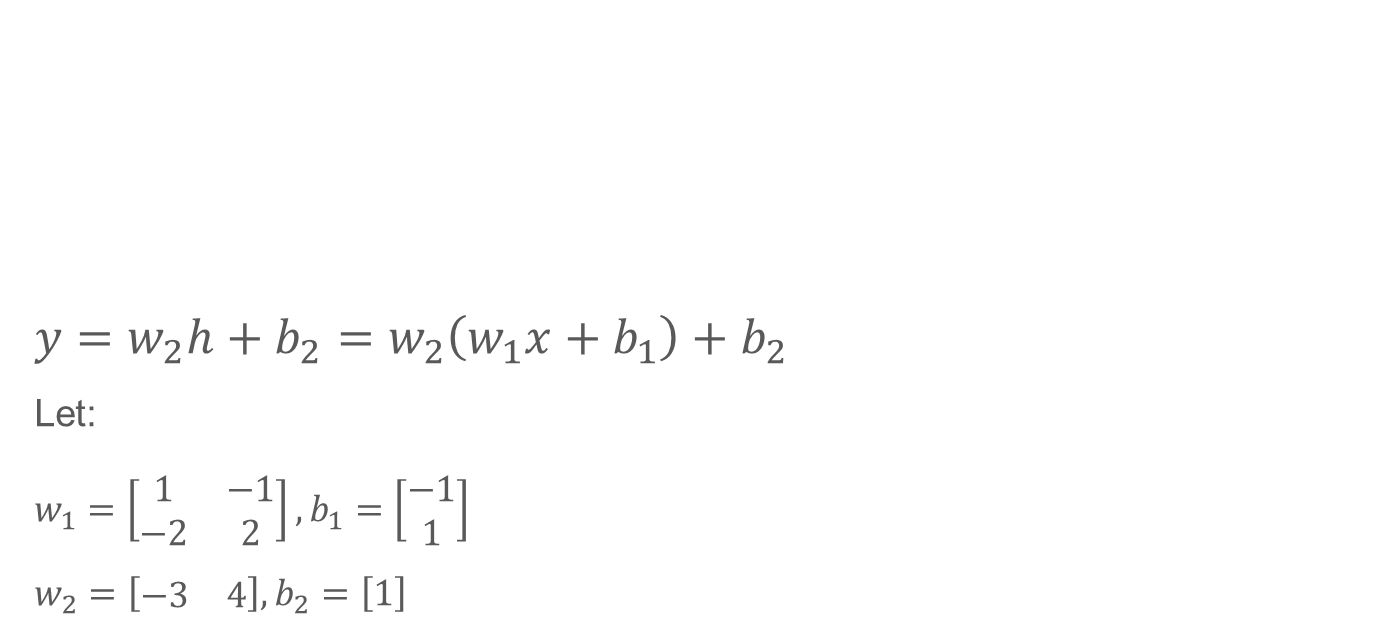 y = w₂h + b₂ = w₂(w₁x + b₁) + b₂
Let:
w₁ = [1 −1; −2 2], b₁ = [−1; 1]
w₂ = [−3 4], b₂ = [1]